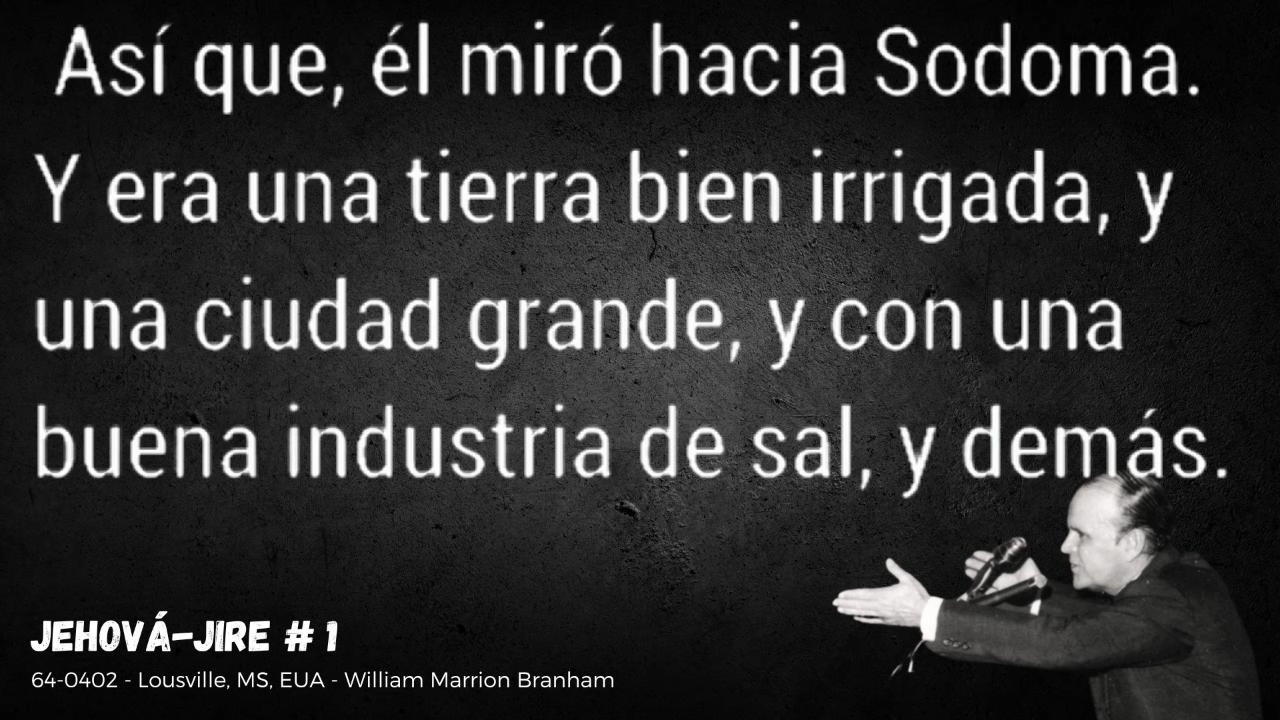 Así que, él miró hacia Sodoma.
Y era una tierra bien irrigada, y
una ciudad grande, y con una
buena industria de sal, y demás.
JEHOVÁ-JIRE # 1
64-0402 - Lousville, MS, EUA - William Marrion Branham